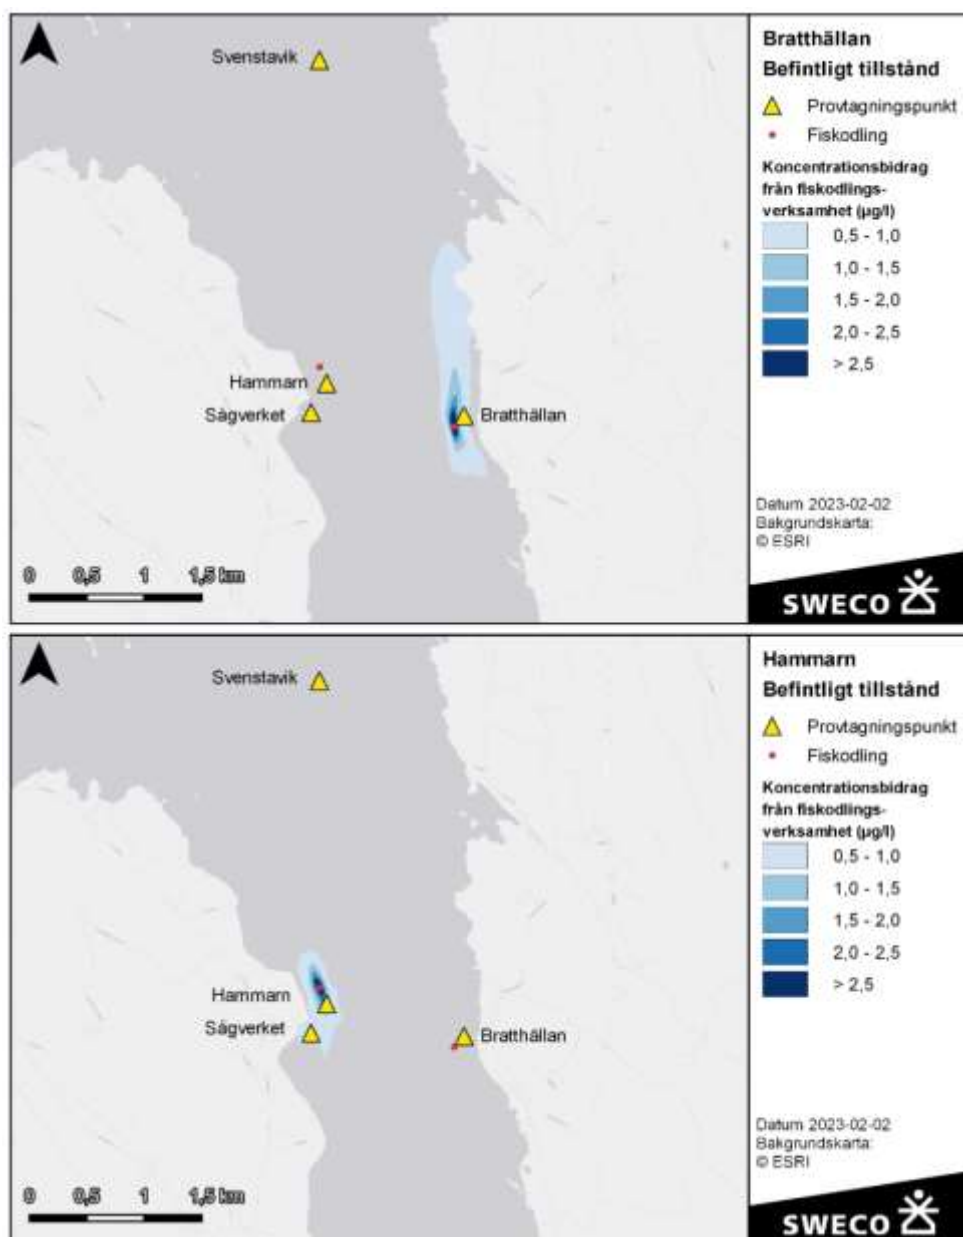 Svenstavik
Hammarn
Sågverket
Bratthällan
0 0,5 1 1,5 km
Bratthällan
Befintligt tillstånd
Provtagningspunkt
Fiskodling
Koncentrationsbidrag
från fiskodlings-
verksamhet (µg/l)
0,5 - 1,0
1,0 - 1,5
1,5 - 2,0
2,0 - 2,5
> 2,5
Datum 2023-02-02
Bakgrundskarta:
© ESRI
SWECO
Svenstavik
Hammarn
Sågverket
Bratthällan
0 0,5 1 1,5 km
Hammarn
Befintligt tillstånd
Provtagningspunkt
Fiskodling
Koncentrationsbidrag
från fiskodlings-
verksamhet (µg/l)
0,5 - 1,0
1,0 - 1,5
1,5 - 2,0
2,0 - 2,5
> 2,5
Datum 2023-02-02
Bakgrundskarta:
© ESRI
SWECO